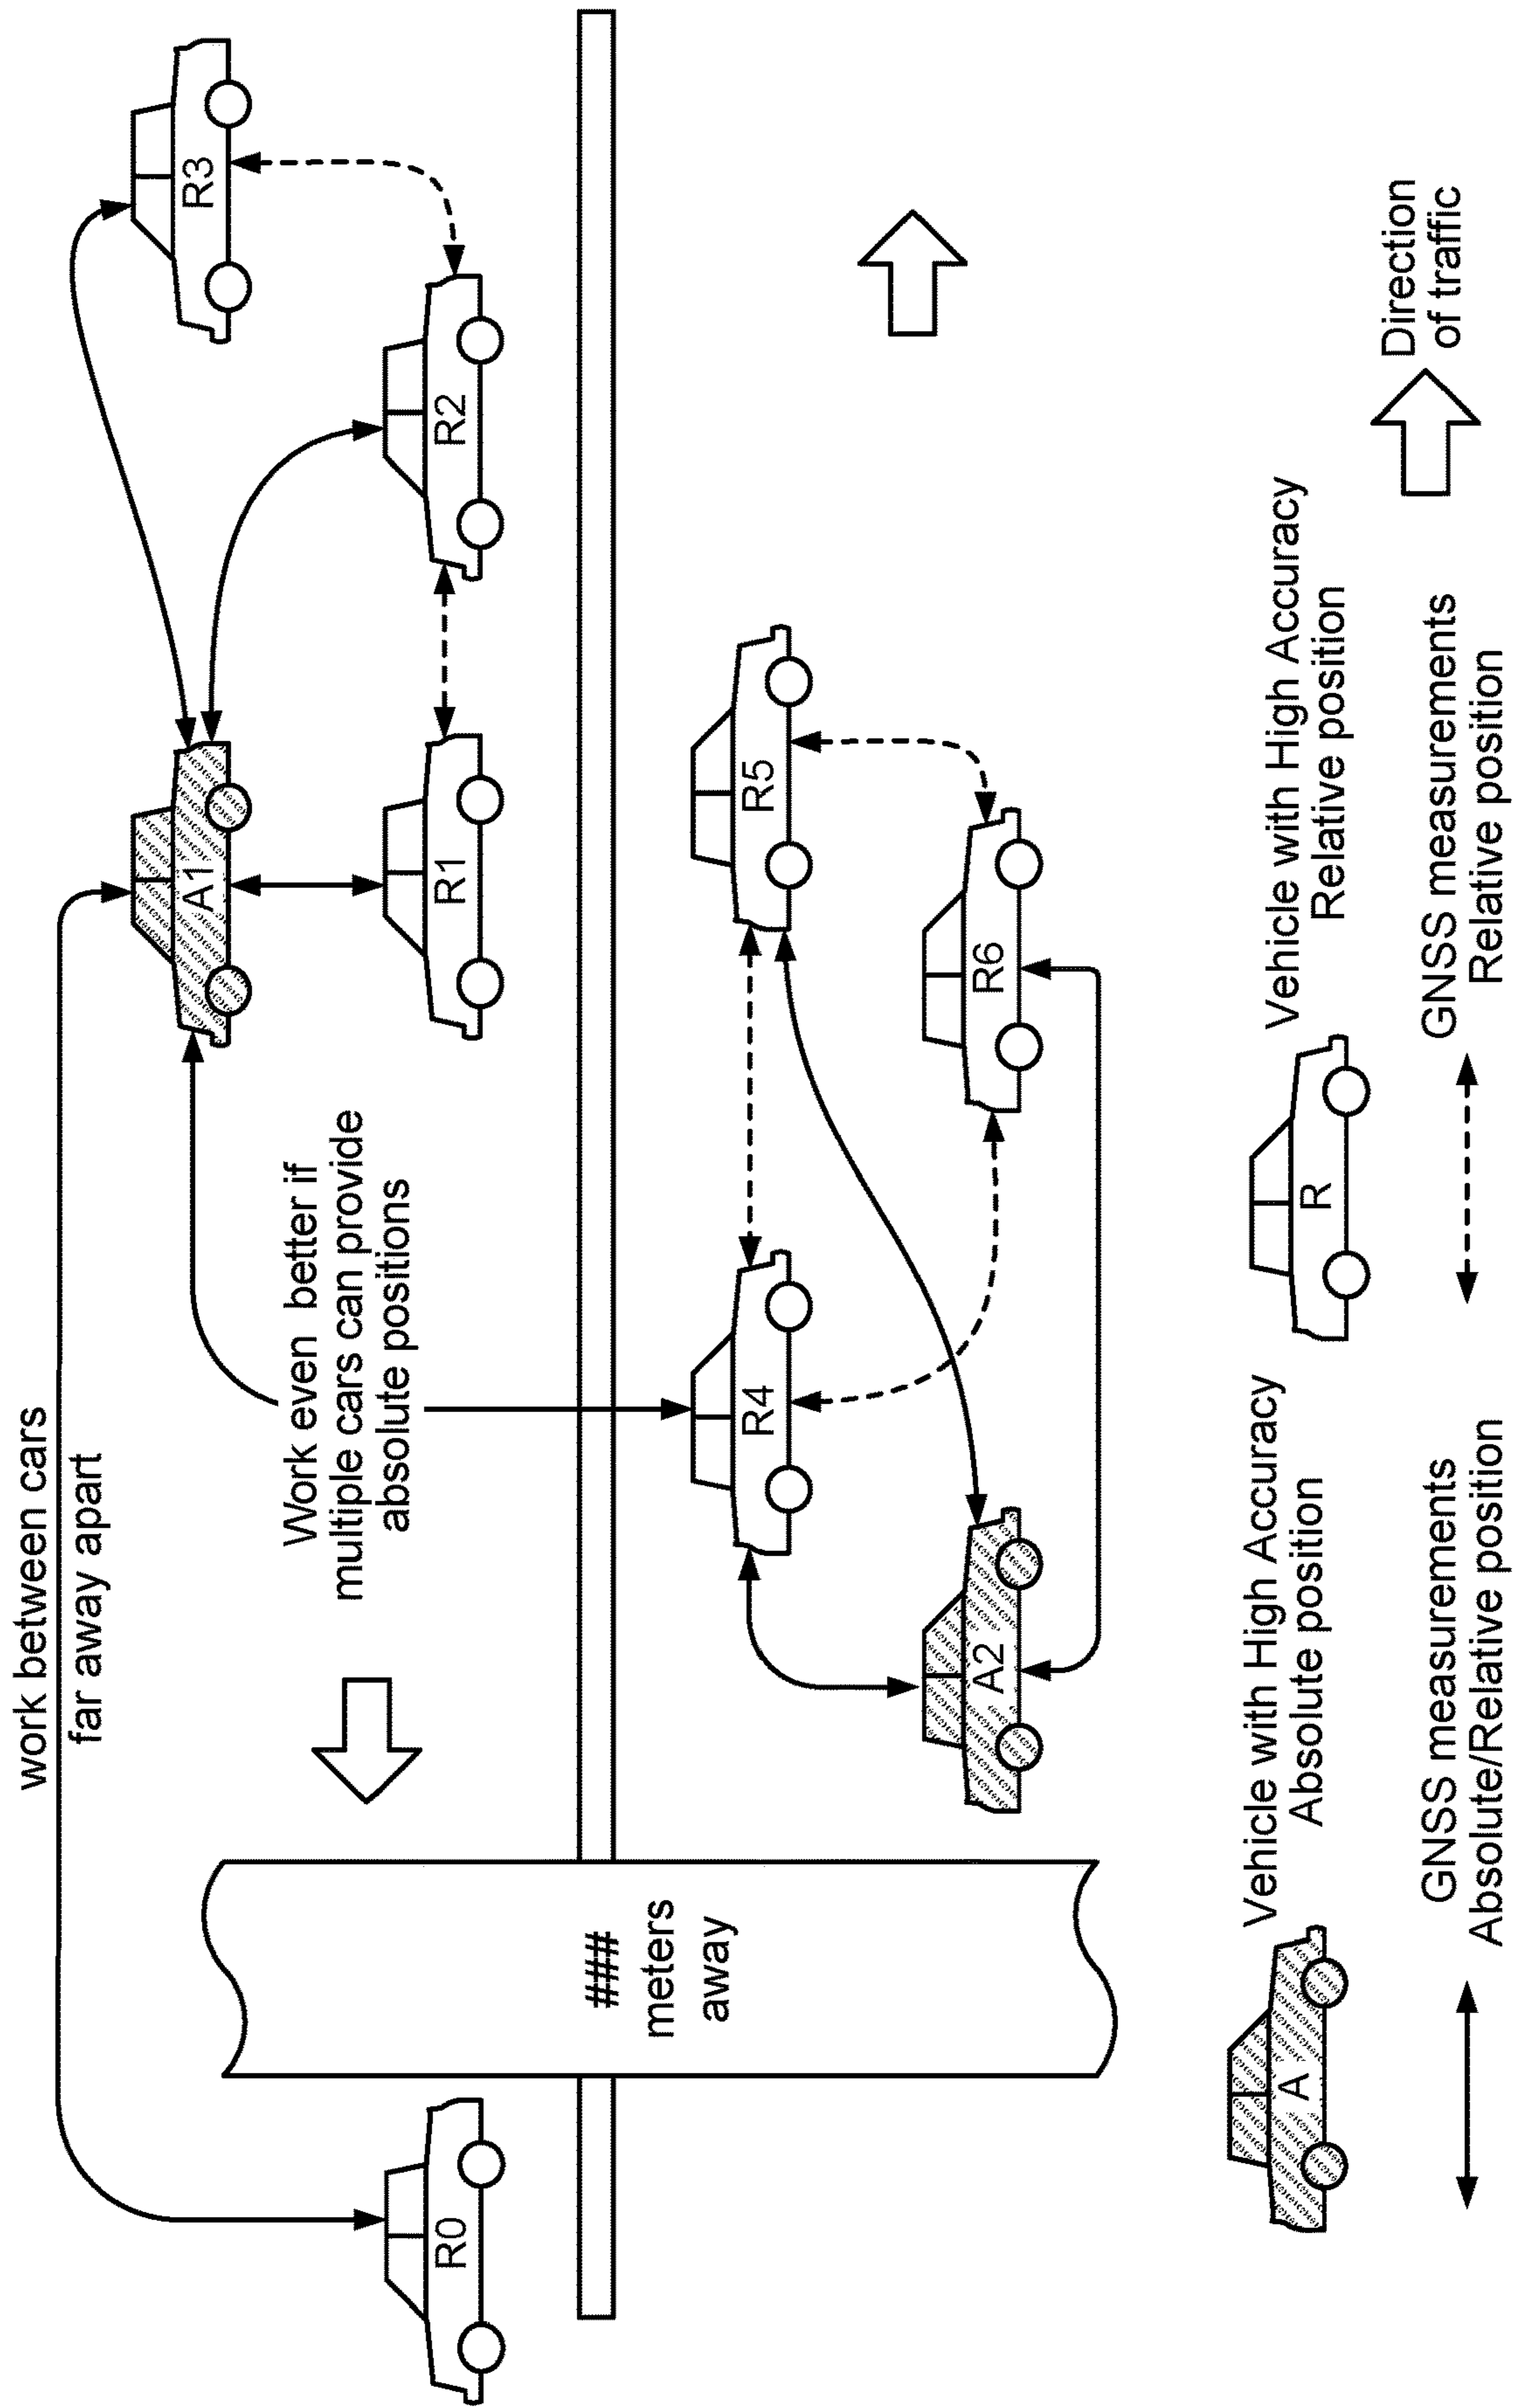 work between cars
far away apart
R3
A1
R2
R1
R0
Work even better if
multiple cars can provide
absolute positions
###
meters
away
R5
R4
R6
A2
A
Vehicle with High Accuracy
Absolute position
R
Vehicle with High Accuracy
Relative position
Direction
of traffic
GNSS measurements
Absolute/Relative position
GNSS measurements
Relative position